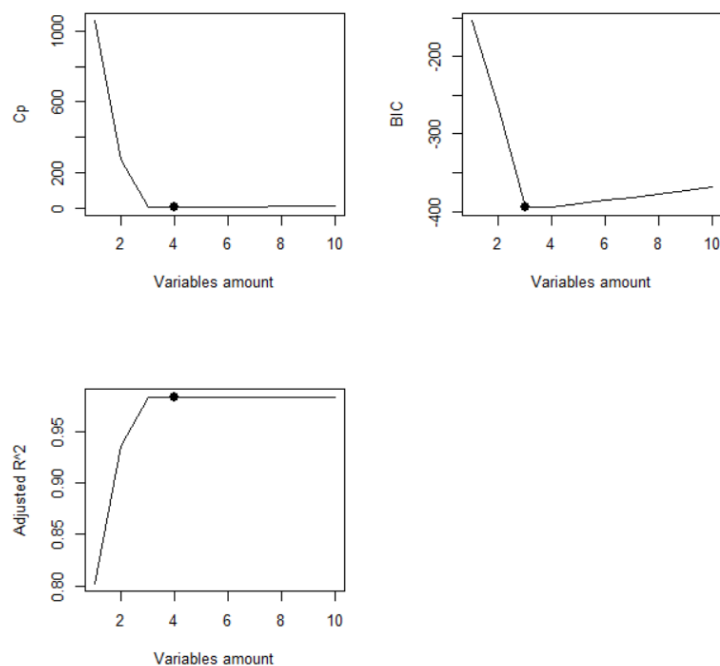 Cp
0 200 600 1000
2 4 6 8 10
Variables amount
BIC
-400 -300 -200
2 4 6 8 10
Variables amount
Adjusted R^2
0.80 0.85 0.90 0.95
2 4 6 8 10
Variables amount